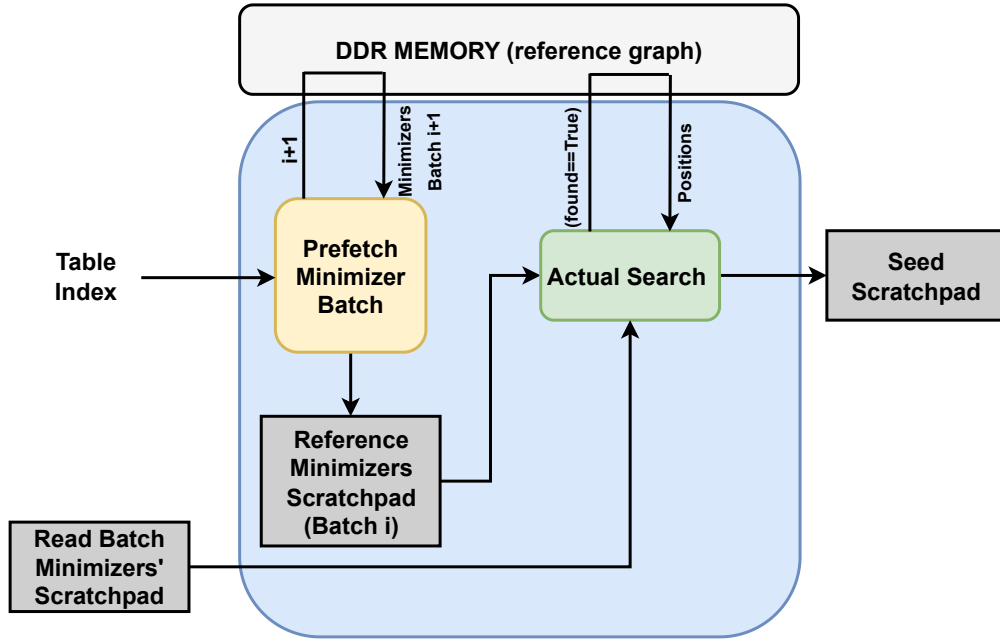 DDR MEMORY (reference graph)
i+1
Minimizers
Batch i+1
(found==True)
Positions
Table
Index
Prefetch
Minimizer
Batch
Actual Search
Seed
Scratchpad
Reference
Minimizers
Scratchpad
(Batch i)
Read Batch
Minimizers'
Scratchpad